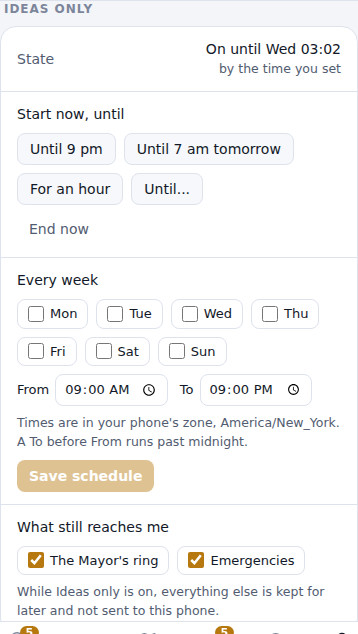 IDEAS ONLY
State
On until Wed 03:02
by the time you set
Start now, until
Until 9 pm
Until 7 am tomorrow
For an hour
Until...
End now
Every week
Mon
Tue
Wed
Thu
Fri
Sat
Sun
From 09:00 AM To 09:00 PM
Times are in your phone's zone, America/New_York.
A To before From runs past midnight.
Save schedule
What still reaches me
The Mayor's ring
Emergencies
While Ideas only is on, everything else is kept for
later and not sent to this phone.
5
5